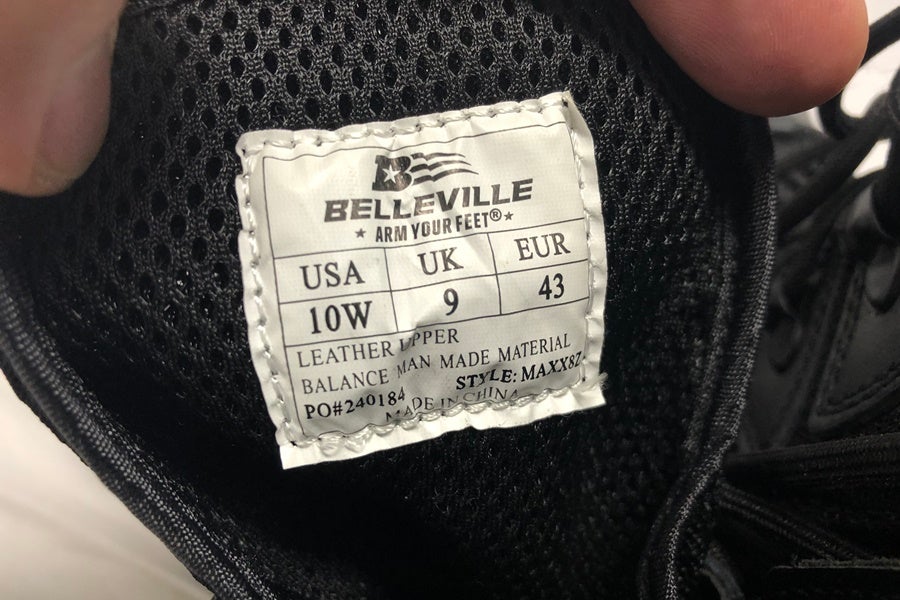 B
BELLEVILLE
★ ARM YOUR FEET® ★
USA UK EUR
10W 9 43
LEATHER UPPER
BALANCE MAN MADE MATERIAL
PO#240184 STYLE: MAXX8Z
MADE IN CHINA